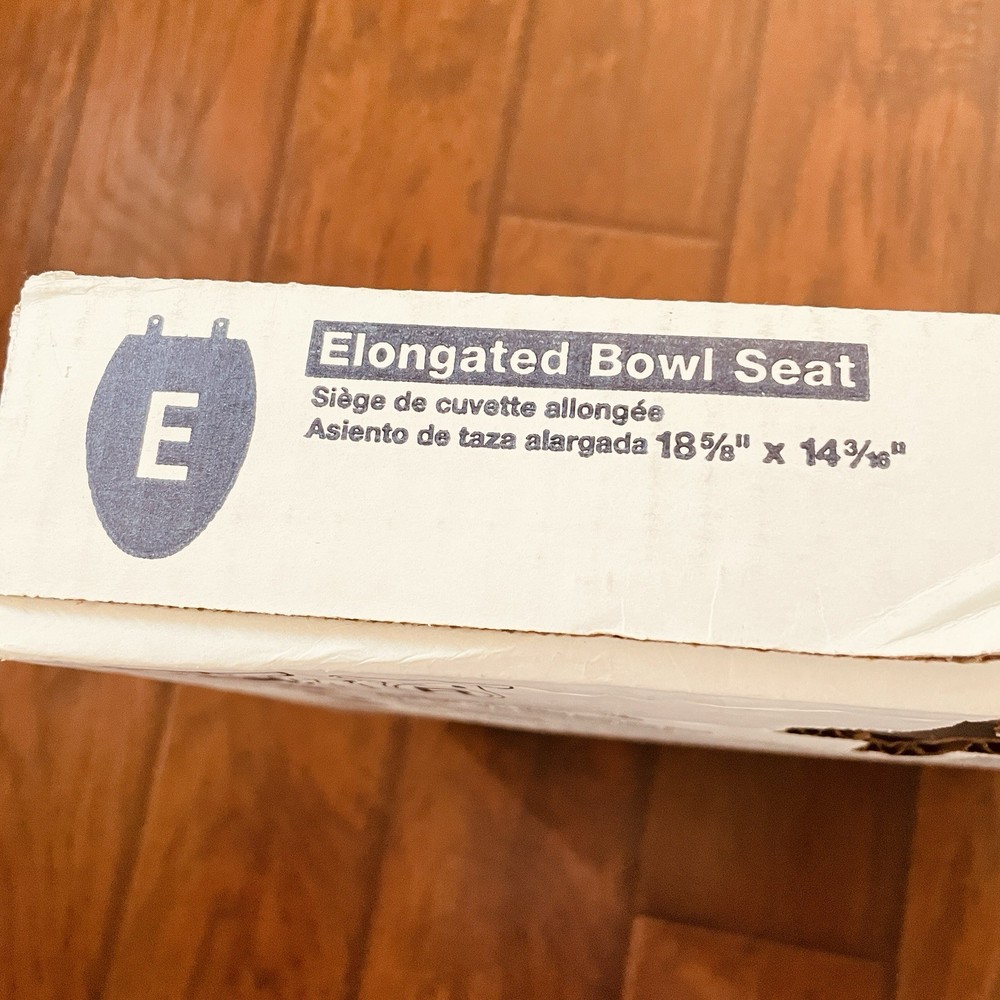 E
Elongated Bowl Seat
Siège de cuvette allongée
Asiento de taza alargada 18 5/8" x 14 3/16"